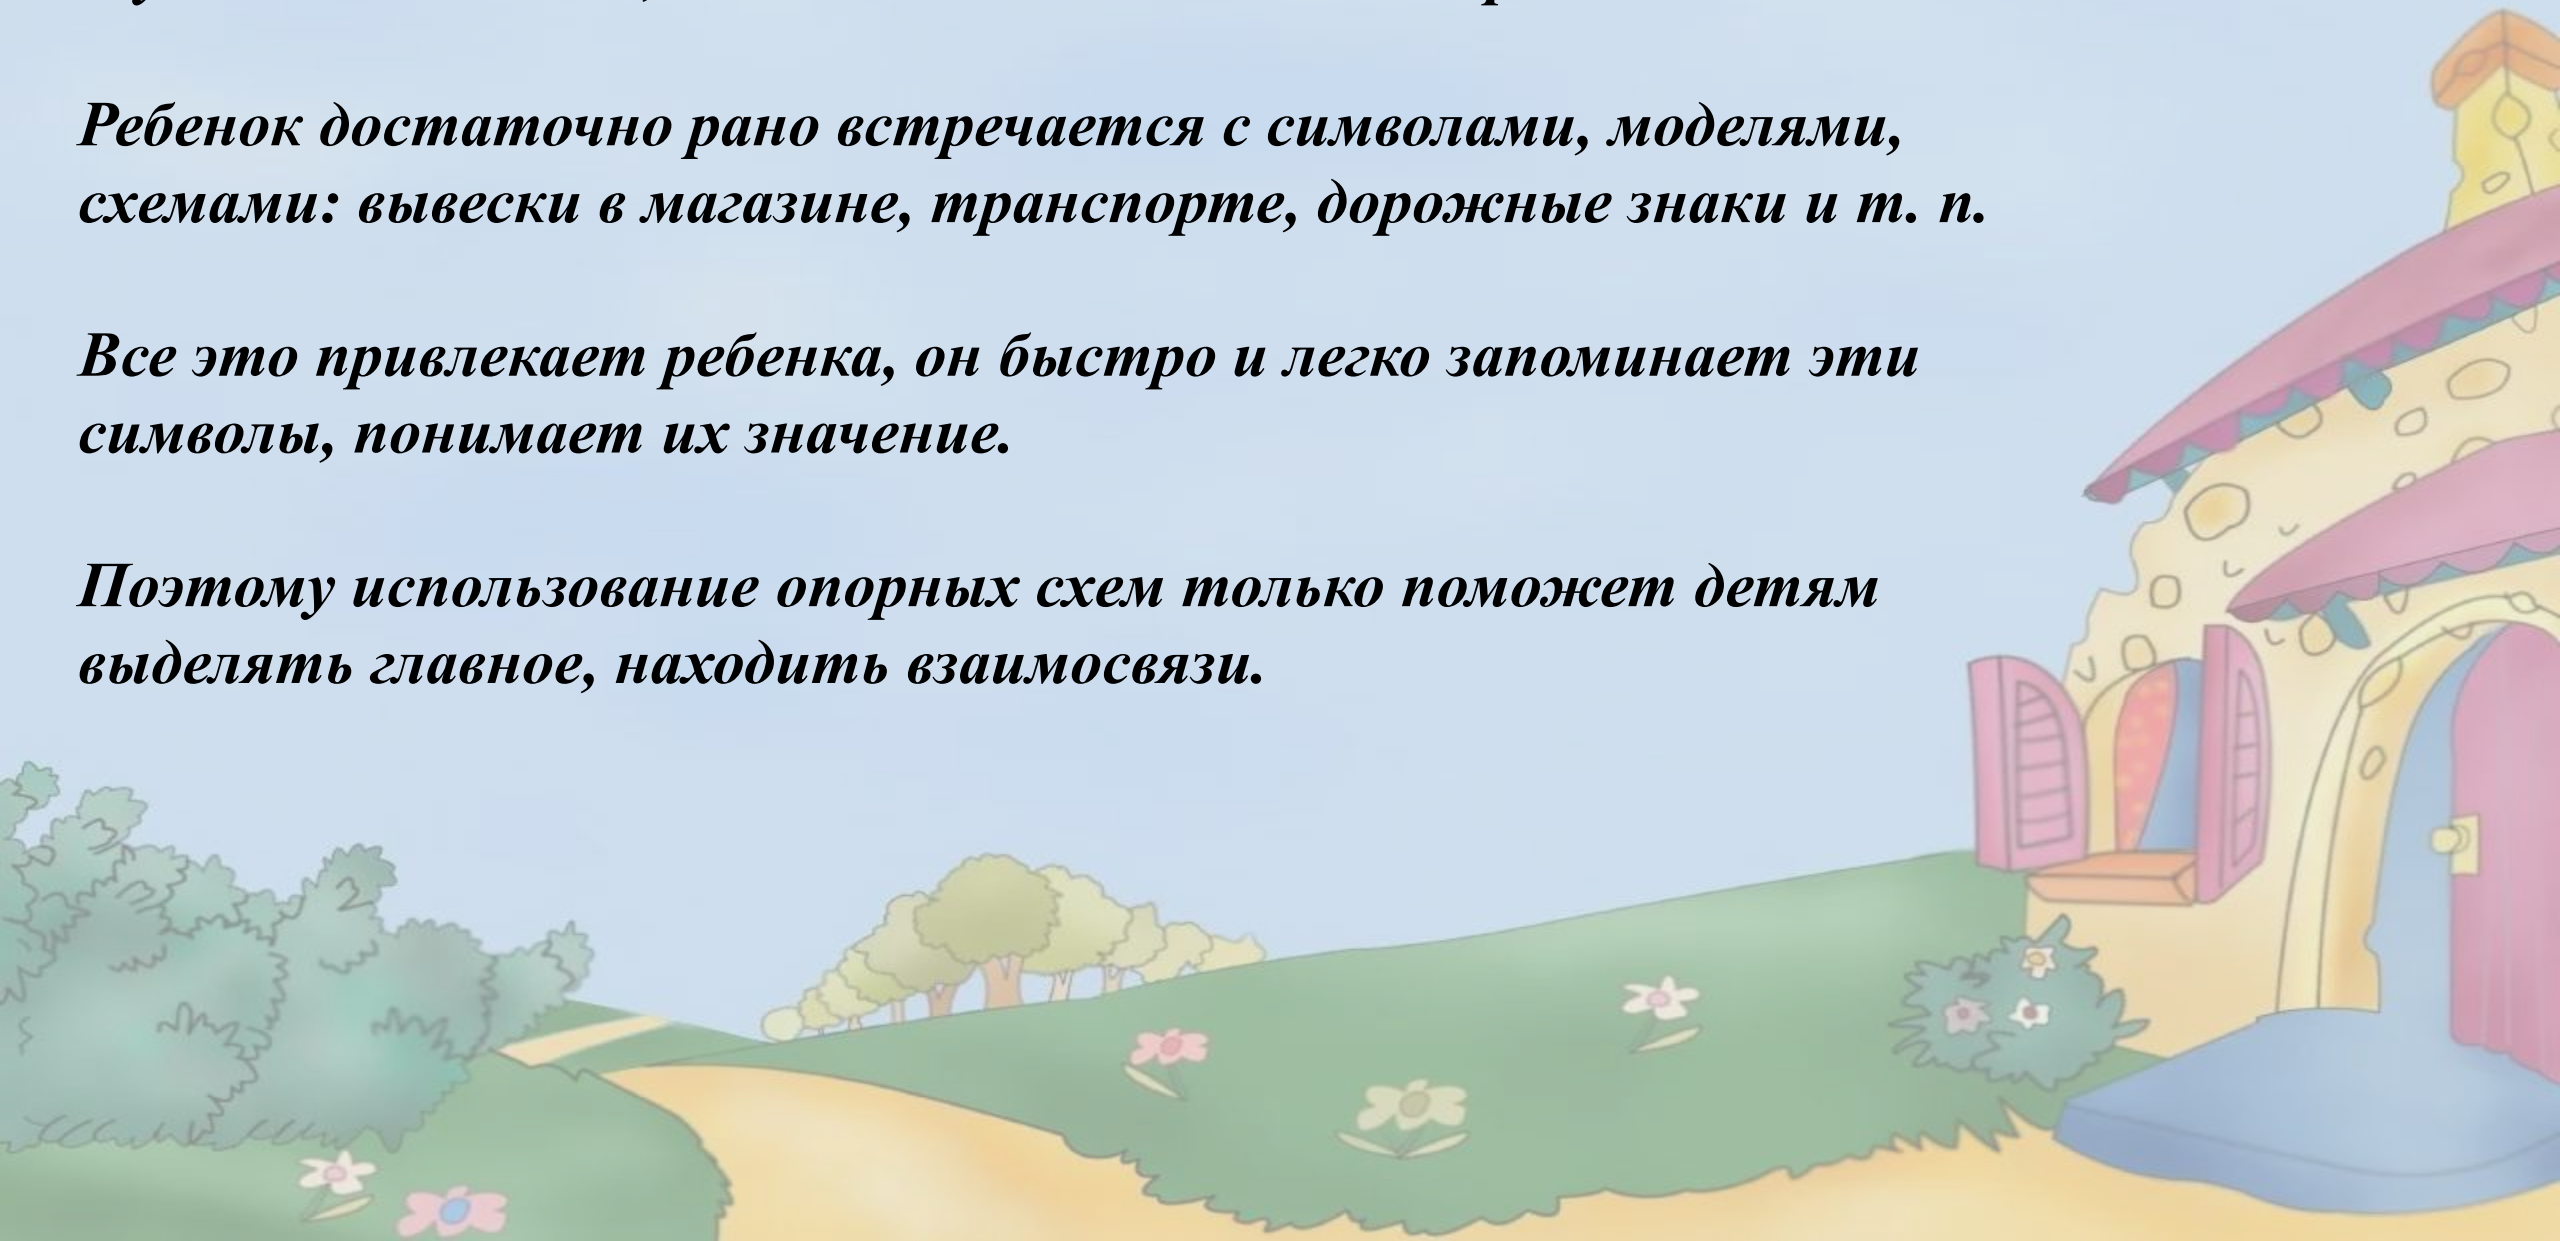 Ребенок достаточно рано встречается с символами, моделями,
схемами: вывески в магазине, транспорте, дорожные знаки и т. п.
Все это привлекает ребенка, он быстро и легко запоминает эти
символы, понимает их значение.
Поэтому использование опорных схем только поможет детям
выделять главное, находить взаимосвязи.